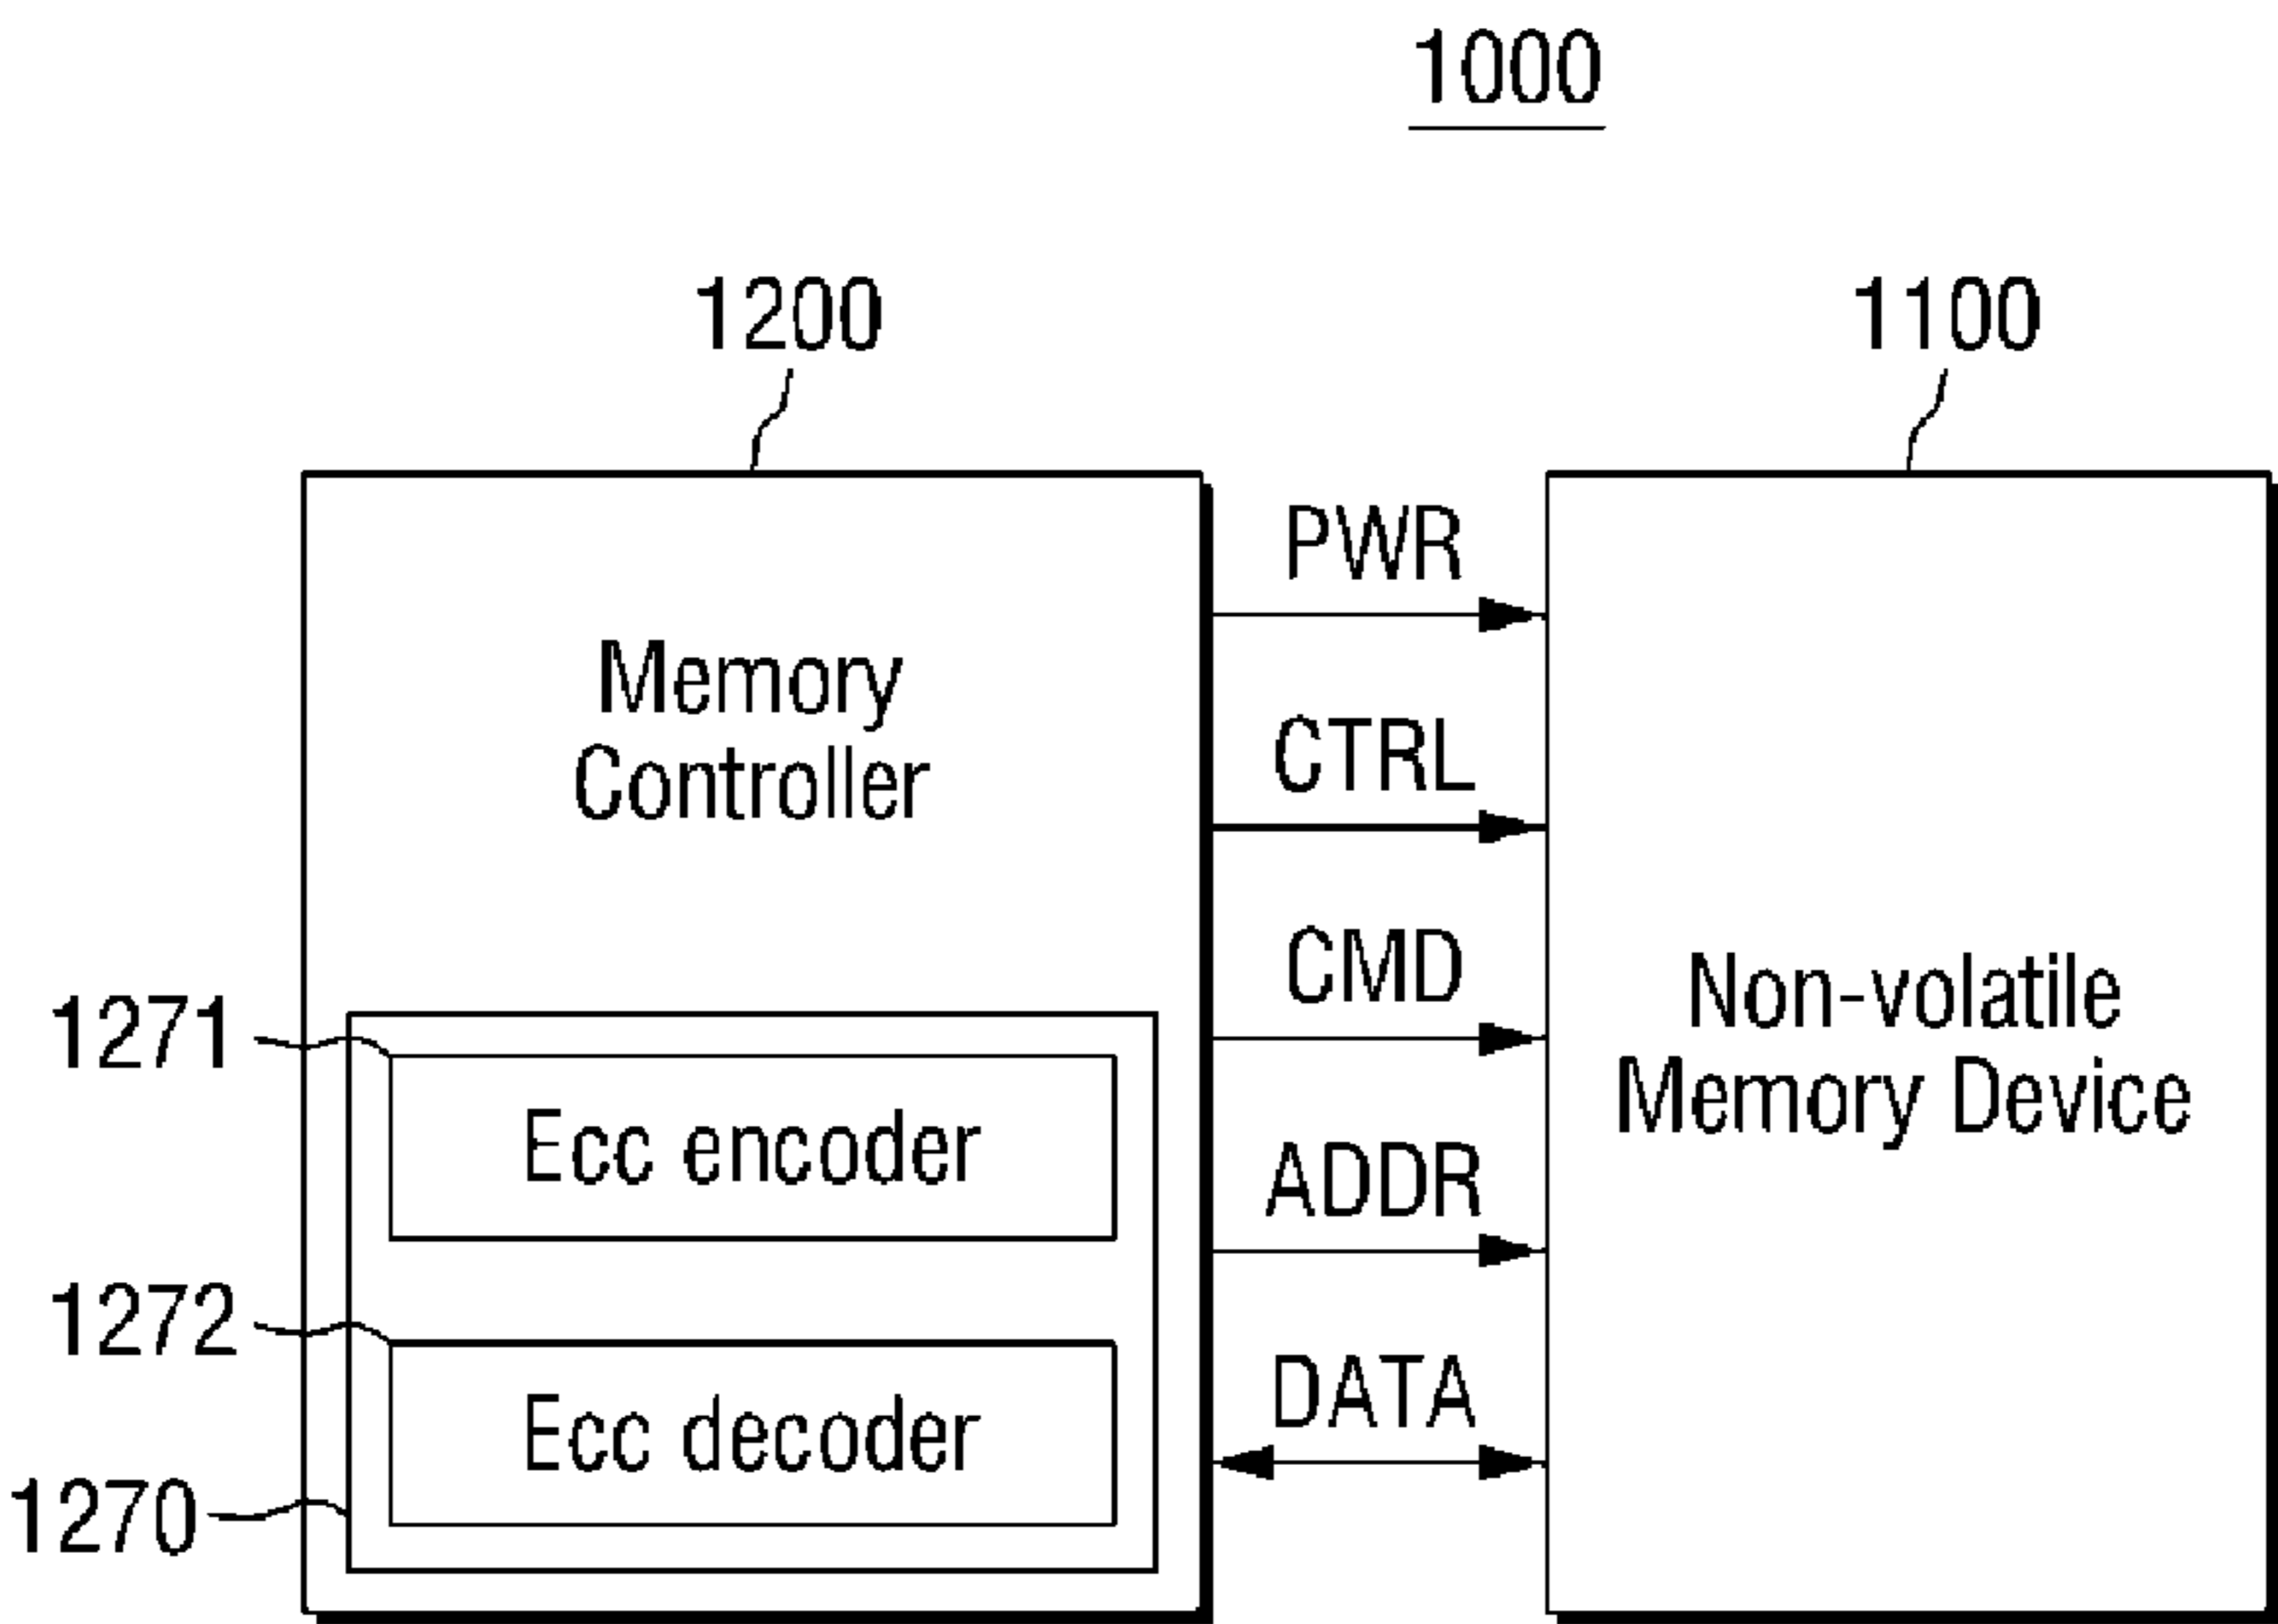 1000
1200
1100
PWR
Memory
Controller
CTRL
CMD
Non-volatile
Memory Device
1271
Ecc encoder
ADDR
1272
Ecc decoder
DATA
1270